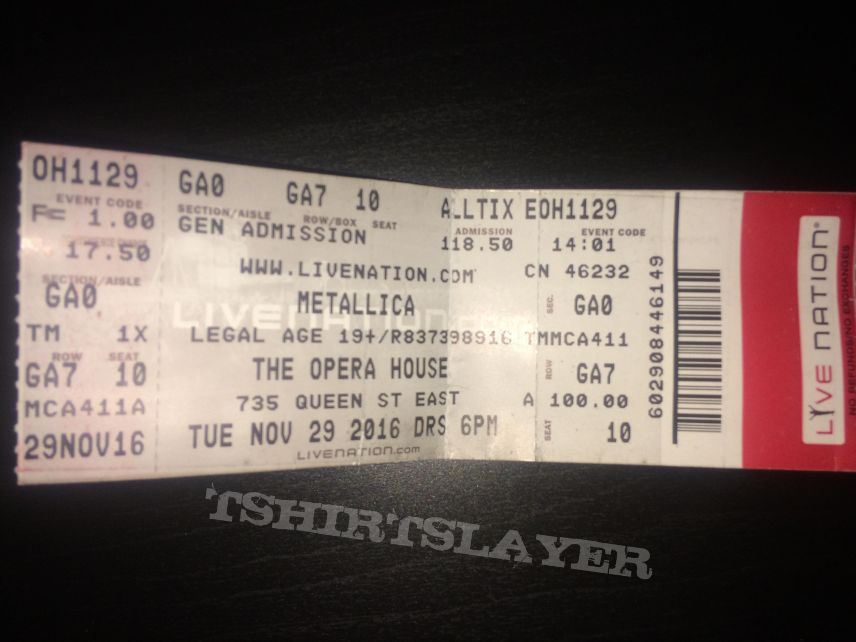 OH1129
EVENT CODE
F= 1.00
17.50
SECTION/AISLE
GA0
TM 1X
ROW SEAT
GA7 10
MCA411A
29NOV16
GA0 GA7 10
SECTION/AISLE ROW/BOX SEAT
GEN ADMISSION
WWW.LIVENATION.COM
METALLICA
LIVENATION
LEGAL AGE 19+/R837398916
THE OPERA HOUSE
735 QUEEN ST EAST
TUE NOV 29 2016 DRS 6PM
LIVENATION.com
ALLTIX EOH1129
ADMISSION EVENT CODE
118.50 14:01
CN 46232
SEC. GA0
TMMCA411
ROW GA7
A 100.00
SEAT 10
602908446149
LIVE NATION®
NO REFUNDS/NO EXCHANGES
TSHIRTSLAYER